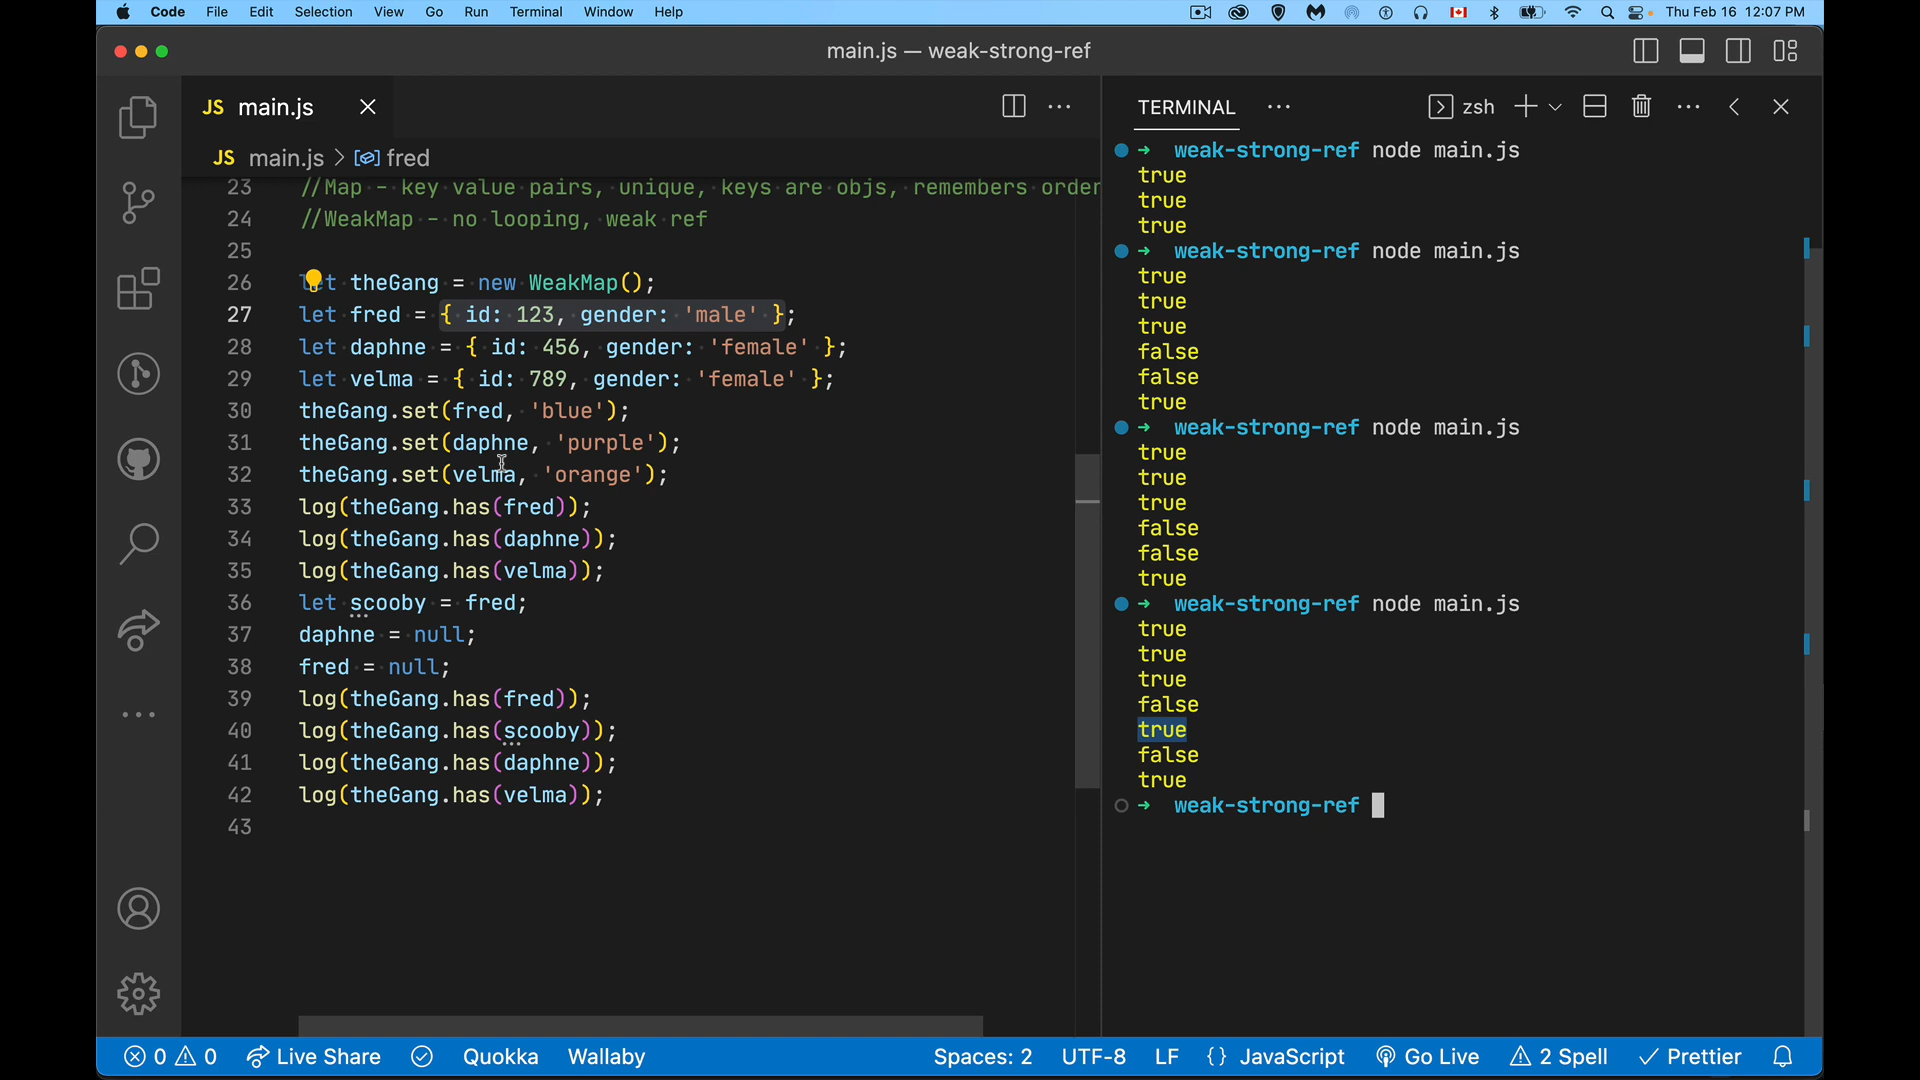 Code File Edit Selection View Go Run Terminal Window Help Thu Feb 16 12:07 PM
main.js — weak-strong-ref
JS main.js
JS main.js > fred
23 //Map - key value pairs, unique, keys are objs, remembers order
24 //WeakMap - no looping, weak ref
25
26 let theGang = new WeakMap();
27 let fred = { id: 123, gender: 'male' };
28 let daphne = { id: 456, gender: 'female' };
29 let velma = { id: 789, gender: 'female' };
30 theGang.set(fred, 'blue');
31 theGang.set(daphne, 'purple');
32 theGang.set(velma, 'orange');
33 log(theGang.has(fred));
34 log(theGang.has(daphne));
35 log(theGang.has(velma));
36 let scooby = fred;
37 daphne = null;
38 fred = null;
39 log(theGang.has(fred));
40 log(theGang.has(scooby));
41 log(theGang.has(daphne));
42 log(theGang.has(velma));
43
TERMINAL zsh
➜ weak-strong-ref node main.js
true
true
true
➜ weak-strong-ref node main.js
true
true
true
false
false
true
➜ weak-strong-ref node main.js
true
true
true
false
false
true
➜ weak-strong-ref node main.js
true
true
true
false
true
false
true
➜ weak-strong-ref
0 0 Live Share Quokka Wallaby Spaces: 2 UTF-8 LF {} JavaScript Go Live 2 Spell Prettier